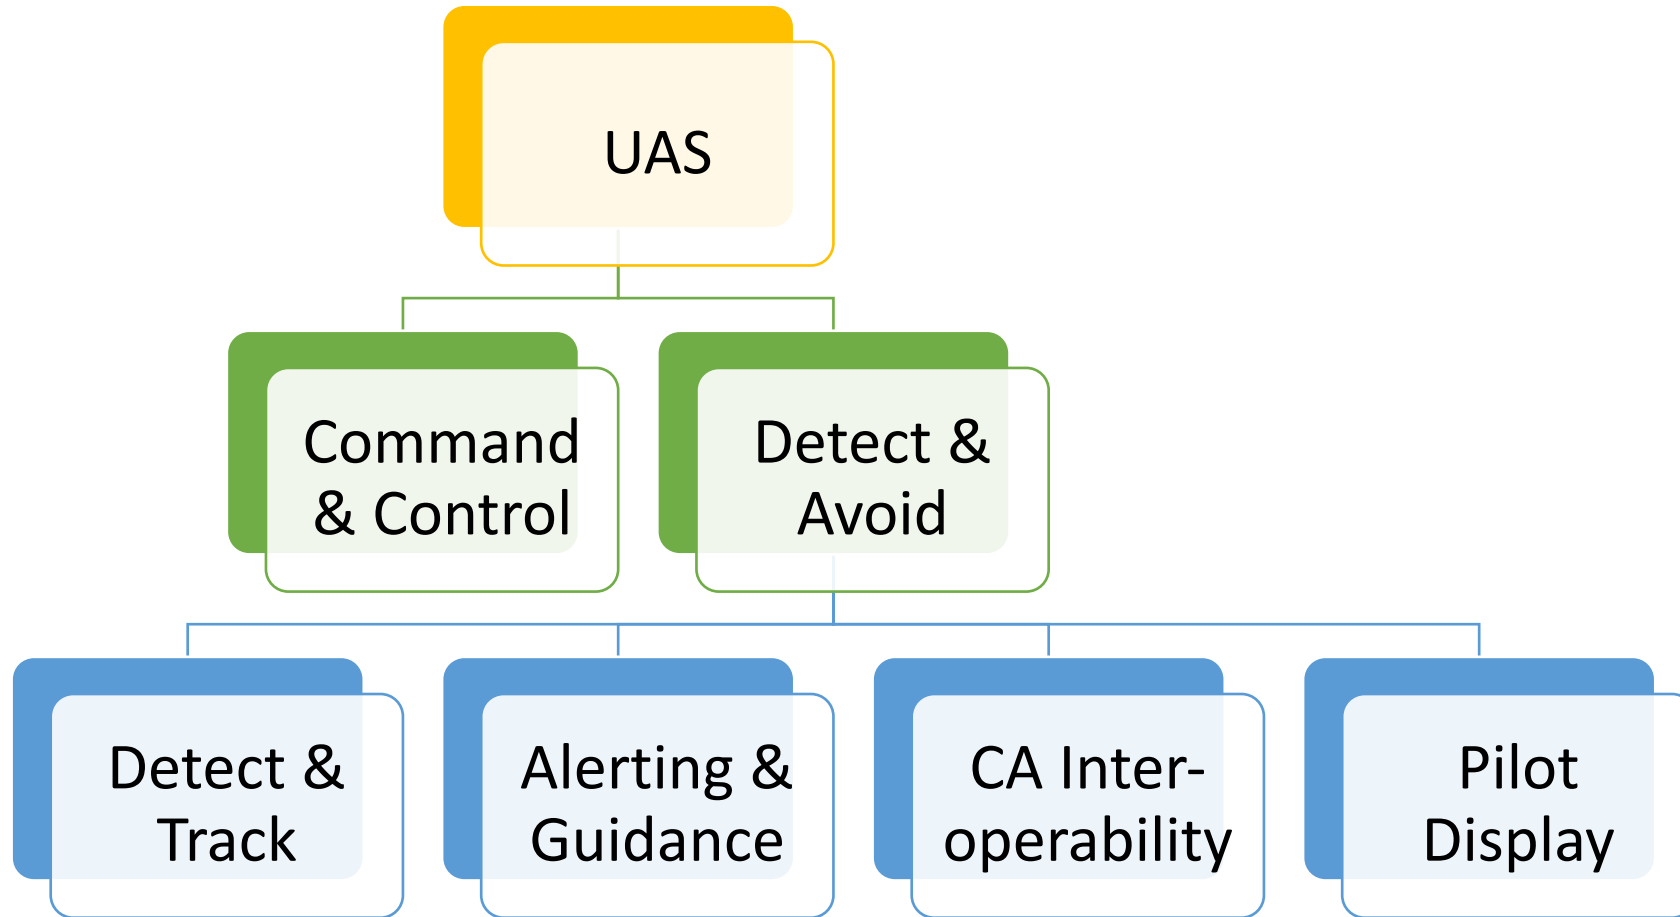 UAS
Command
& Control
Detect &
Avoid
Detect &
Track
Alerting &
Guidance
CA Inter-
operability
Pilot
Display